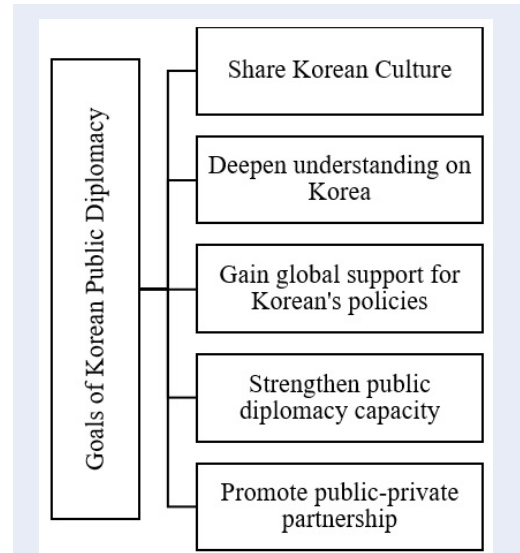 Goals of Korean Public Diplomacy
Share Korean Culture
Deepen understanding on
Korea
Gain global support for
Korean's policies
Strengthen public
diplomacy capacity
Promote public-private
partnership